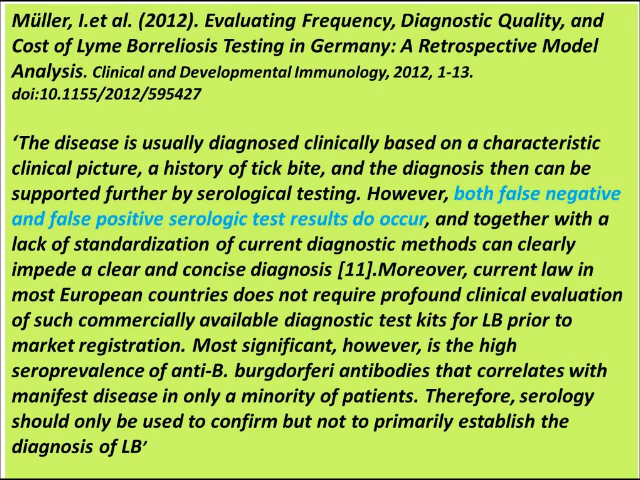 Müller, I.et al. (2012). Evaluating Frequency, Diagnostic Quality, and
Cost of Lyme Borreliosis Testing in Germany: A Retrospective Model
Analysis. Clinical and Developmental Immunology, 2012, 1-13.
doi:10.1155/2012/595427
‘The disease is usually diagnosed clinically based on a characteristic
clinical picture, a history of tick bite, and the diagnosis then can be
supported further by serological testing. However, both false negative
and false positive serologic test results do occur, and together with a
lack of standardization of current diagnostic methods can clearly
impede a clear and concise diagnosis [11].Moreover, current law in
most European countries does not require profound clinical evaluation
of such commercially available diagnostic test kits for LB prior to
market registration. Most significant, however, is the high
seroprevalence of anti-B. burgdorferi antibodies that correlates with
manifest disease in only a minority of patients. Therefore, serology
should only be used to confirm but not to primarily establish the
diagnosis of LB’